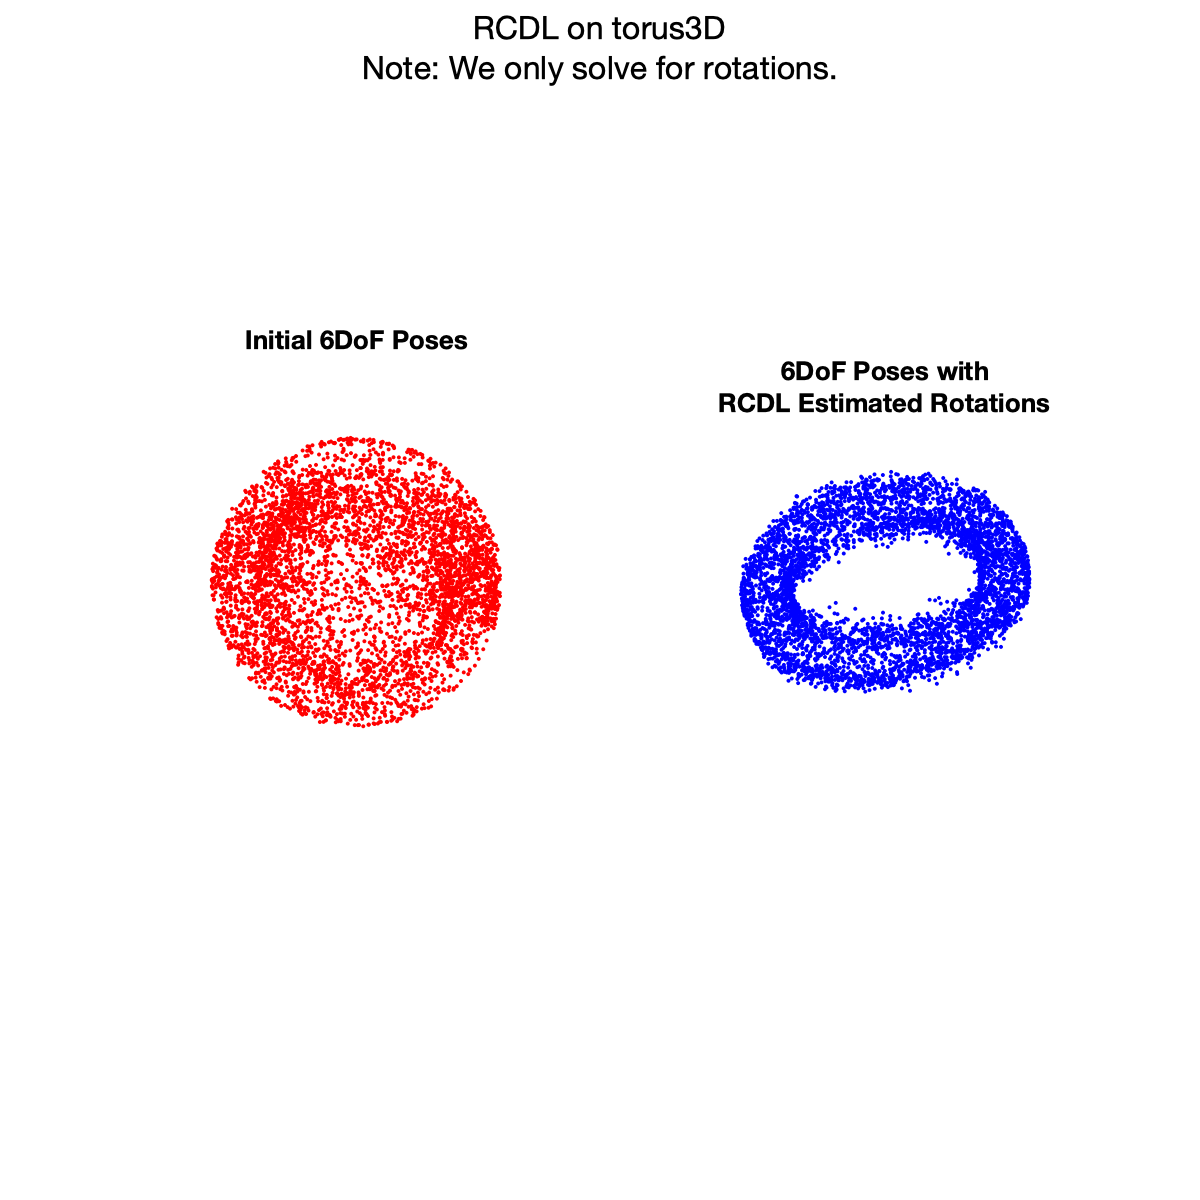 RCDL on torus3D
Note: We only solve for rotations.
Initial 6DoF Poses
6DoF Poses with
RCDL Estimated Rotations